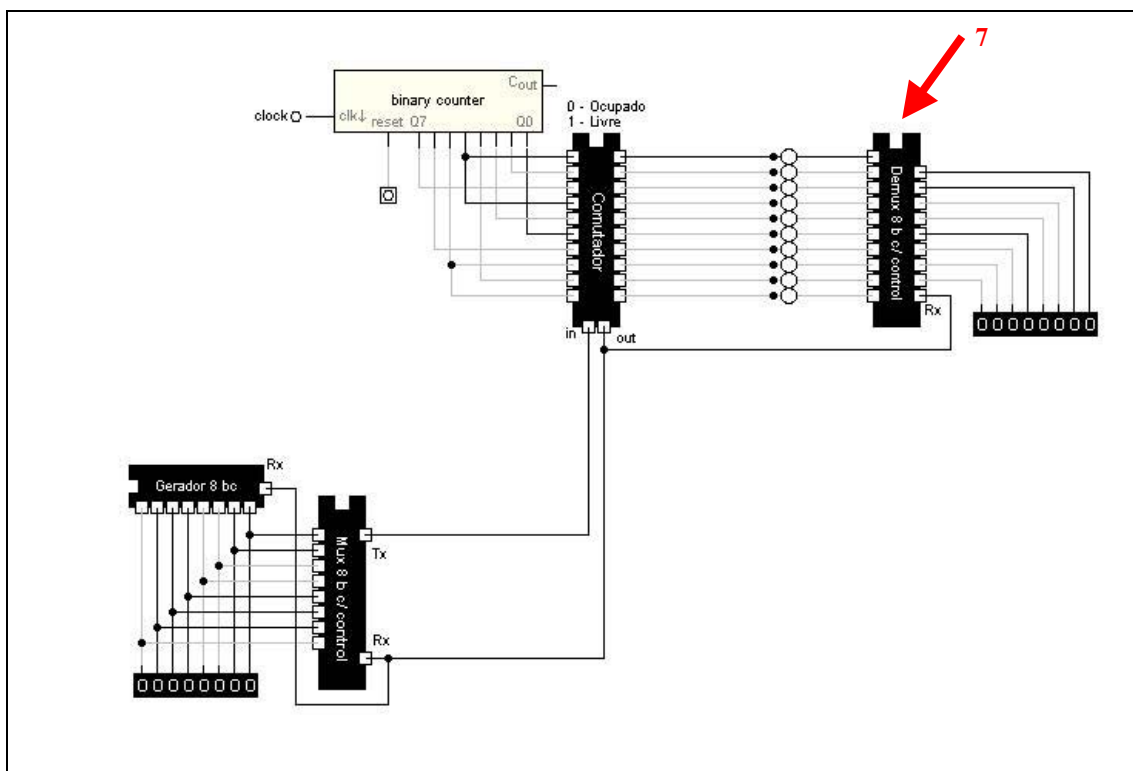 7
Cout
binary counter
0 - Ocupado
1 - Livre
clock
clk↓ reset Q7 Q0
Comutador
Demux 8 b c/ control
Rx
00000000
in
out
Rx
Gerador 8 bc
Mux 8 b c/ control
Tx
Rx
00000000